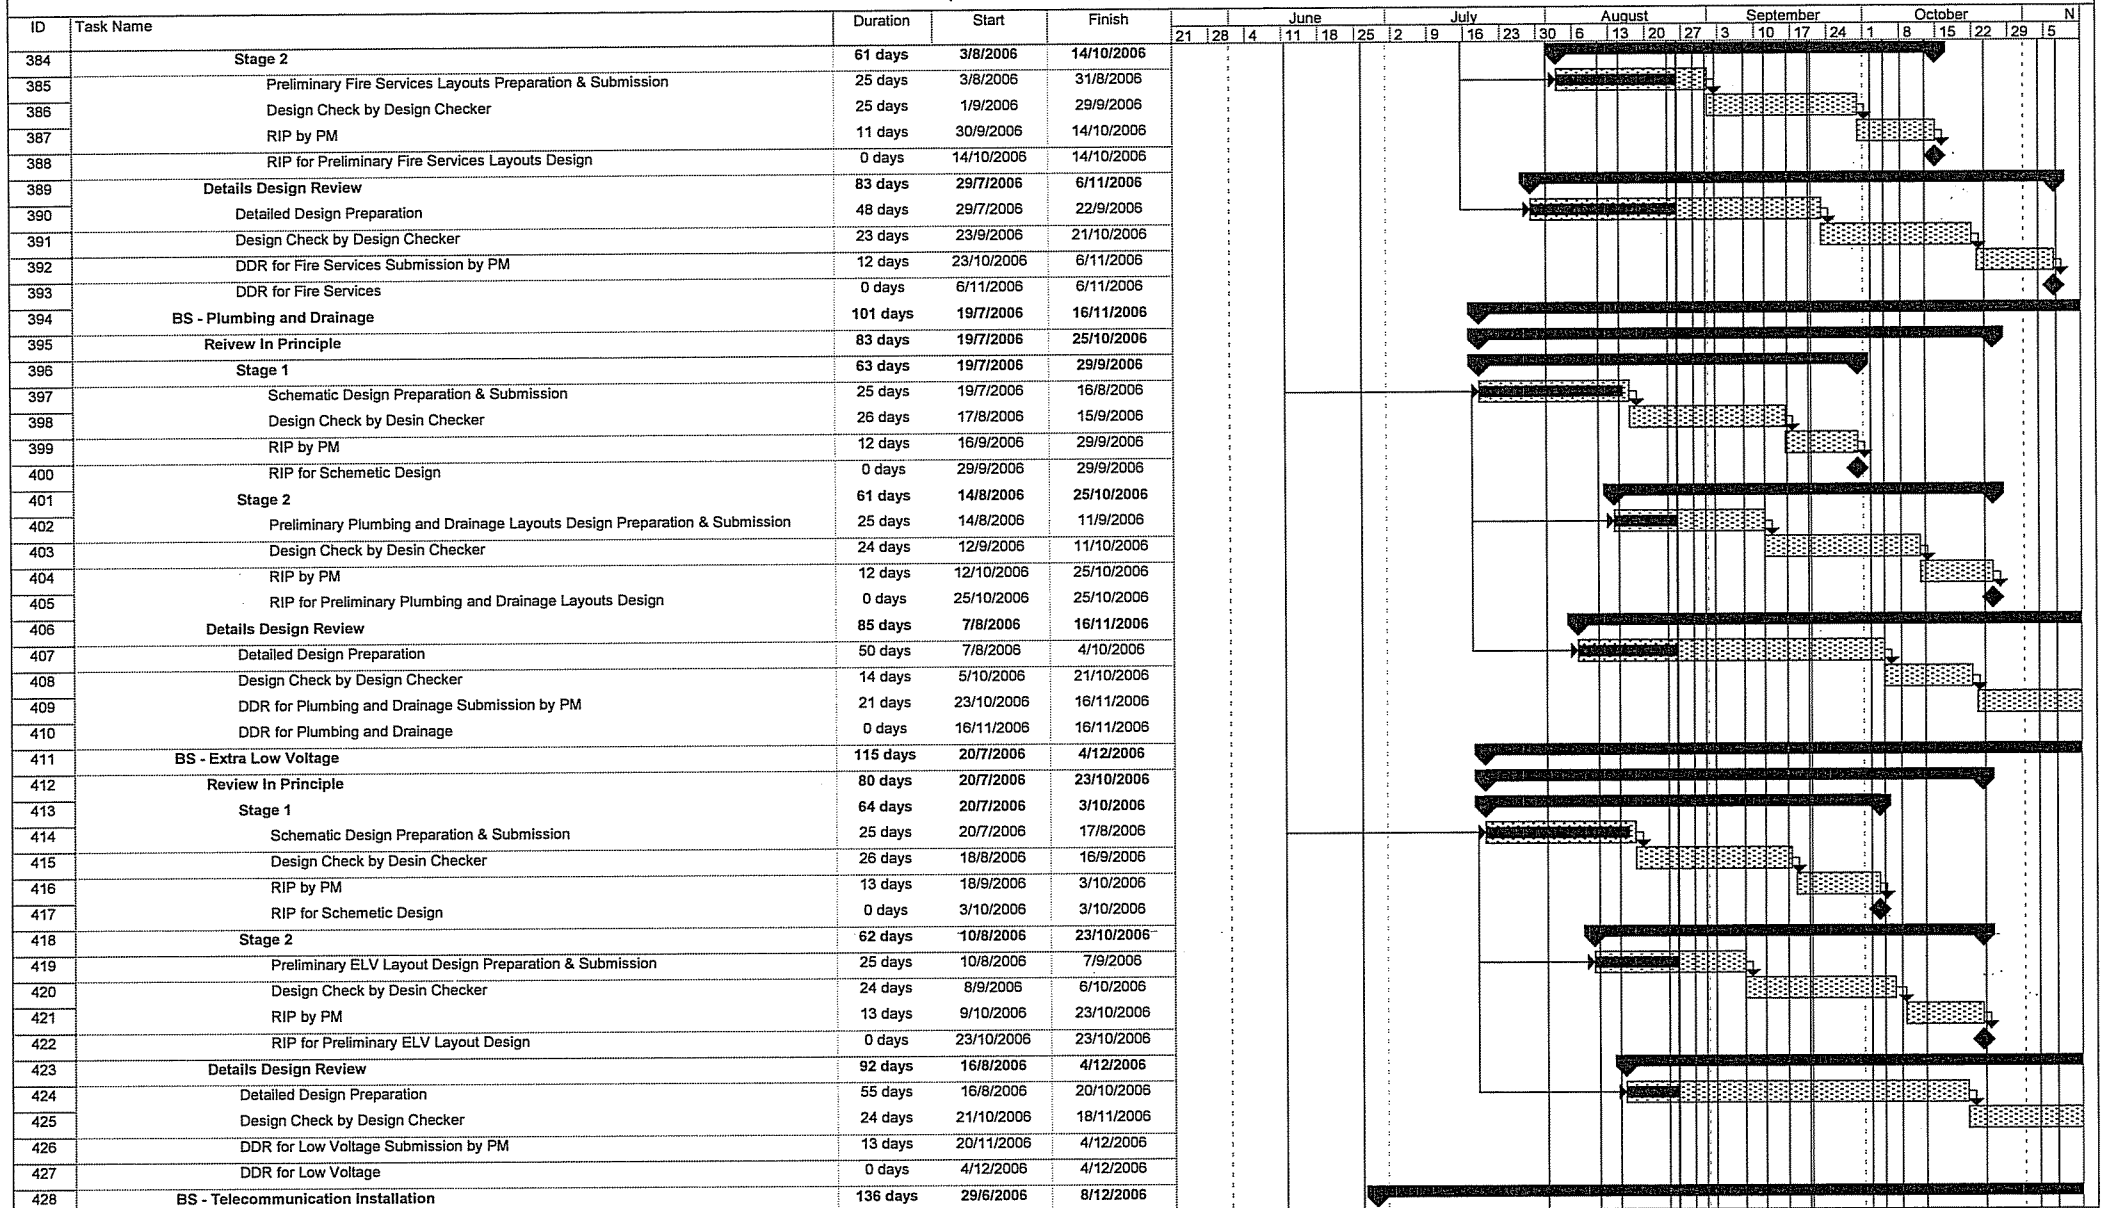 ID Task Name Duration Start Finish June July August September October N
21 28 4 11 18 25 2 9 16 23 30 6 13 20 27 3 10 17 24 1 8 15 22 29 5
384 Stage 2 61 days 3/8/2006 14/10/2006
385 Preliminary Fire Services Layouts Preparation & Submission 25 days 3/8/2006 31/8/2006
386 Design Check by Design Checker 25 days 1/9/2006 29/9/2006
387 RIP by PM 11 days 30/9/2006 14/10/2006
388 RIP for Preliminary Fire Services Layouts Design 0 days 14/10/2006 14/10/2006
389 Details Design Review 83 days 29/7/2006 6/11/2006
390 Detailed Design Preparation 48 days 29/7/2006 22/9/2006
391 Design Check by Design Checker 23 days 23/9/2006 21/10/2006
392 DDR for Fire Services Submission by PM 12 days 23/10/2006 6/11/2006
393 DDR for Fire Services 0 days 6/11/2006 6/11/2006
394 BS - Plumbing and Drainage 101 days 19/7/2006 16/11/2006
395 Reivew In Principle 83 days 19/7/2006 25/10/2006
396 Stage 1 63 days 19/7/2006 29/9/2006
397 Schematic Design Preparation & Submission 25 days 19/7/2006 16/8/2006
398 Design Check by Desin Checker 26 days 17/8/2006 15/9/2006
399 RIP by PM 12 days 16/9/2006 29/9/2006
400 RIP for Schemetic Design 0 days 29/9/2006 29/9/2006
401 Stage 2 61 days 14/8/2006 25/10/2006
402 Preliminary Plumbing and Drainage Layouts Design Preparation & Submission 25 days 14/8/2006 11/9/2006
403 Design Check by Desin Checker 24 days 12/9/2006 11/10/2006
404 RIP by PM 12 days 12/10/2006 25/10/2006
405 RIP for Preliminary Plumbing and Drainage Layouts Design 0 days 25/10/2006 25/10/2006
406 Details Design Review 85 days 7/8/2006 16/11/2006
407 Detailed Design Preparation 50 days 7/8/2006 4/10/2006
408 Design Check by Design Checker 14 days 5/10/2006 21/10/2006
409 DDR for Plumbing and Drainage Submission by PM 21 days 23/10/2006 16/11/2006
410 DDR for Plumbing and Drainage 0 days 16/11/2006 16/11/2006
411 BS - Extra Low Voltage 115 days 20/7/2006 4/12/2006
412 Review In Principle 80 days 20/7/2006 23/10/2006
413 Stage 1 64 days 20/7/2006 3/10/2006
414 Schematic Design Preparation & Submission 25 days 20/7/2006 17/8/2006
415 Design Check by Desin Checker 26 days 18/8/2006 16/9/2006
416 RIP by PM 13 days 18/9/2006 3/10/2006
417 RIP for Schemetic Design 0 days 3/10/2006 3/10/2006
418 Stage 2 62 days 10/8/2006 23/10/2006
419 Preliminary ELV Layout Design Preparation & Submission 25 days 10/8/2006 7/9/2006
420 Design Check by Desin Checker 24 days 8/9/2006 6/10/2006
421 RIP by PM 13 days 9/10/2006 23/10/2006
422 RIP for Preliminary ELV Layout Design 0 days 23/10/2006 23/10/2006
423 Details Design Review 92 days 16/8/2006 4/12/2006
424 Detailed Design Preparation 55 days 16/8/2006 20/10/2006
425 Design Check by Design Checker 24 days 21/10/2006 18/11/2006
426 DDR for Low Voltage Submission by PM 13 days 20/11/2006 4/12/2006
427 DDR for Low Voltage 0 days 4/12/2006 4/12/2006
428 BS - Telecommunication Installation 136 days 29/6/2006 8/12/2006